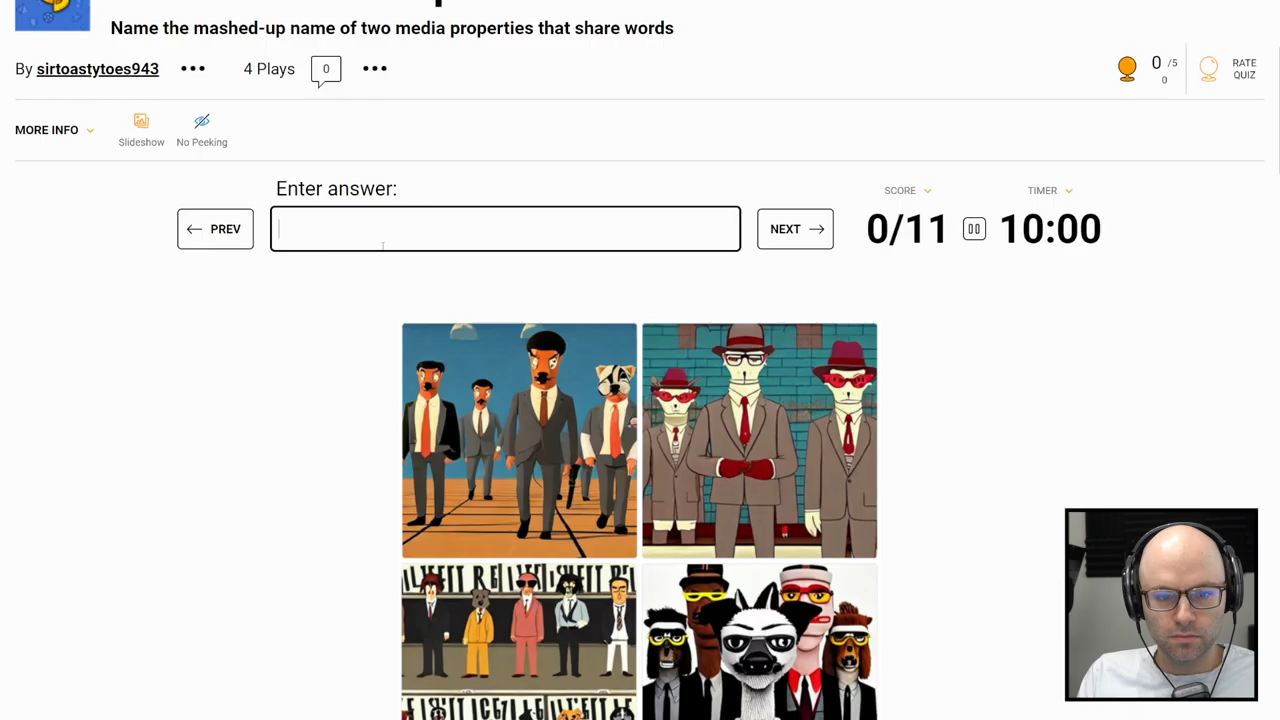 Name the mashed-up name of two media properties that share words
By sirtoastytoes943 ••• 4 Plays 0 •••
0 /5
0
RATE
QUIZ
MORE INFO
Slideshow
No Peeking
Enter answer:
← PREV
NEXT →
SCORE
0/11
TIMER
10:00